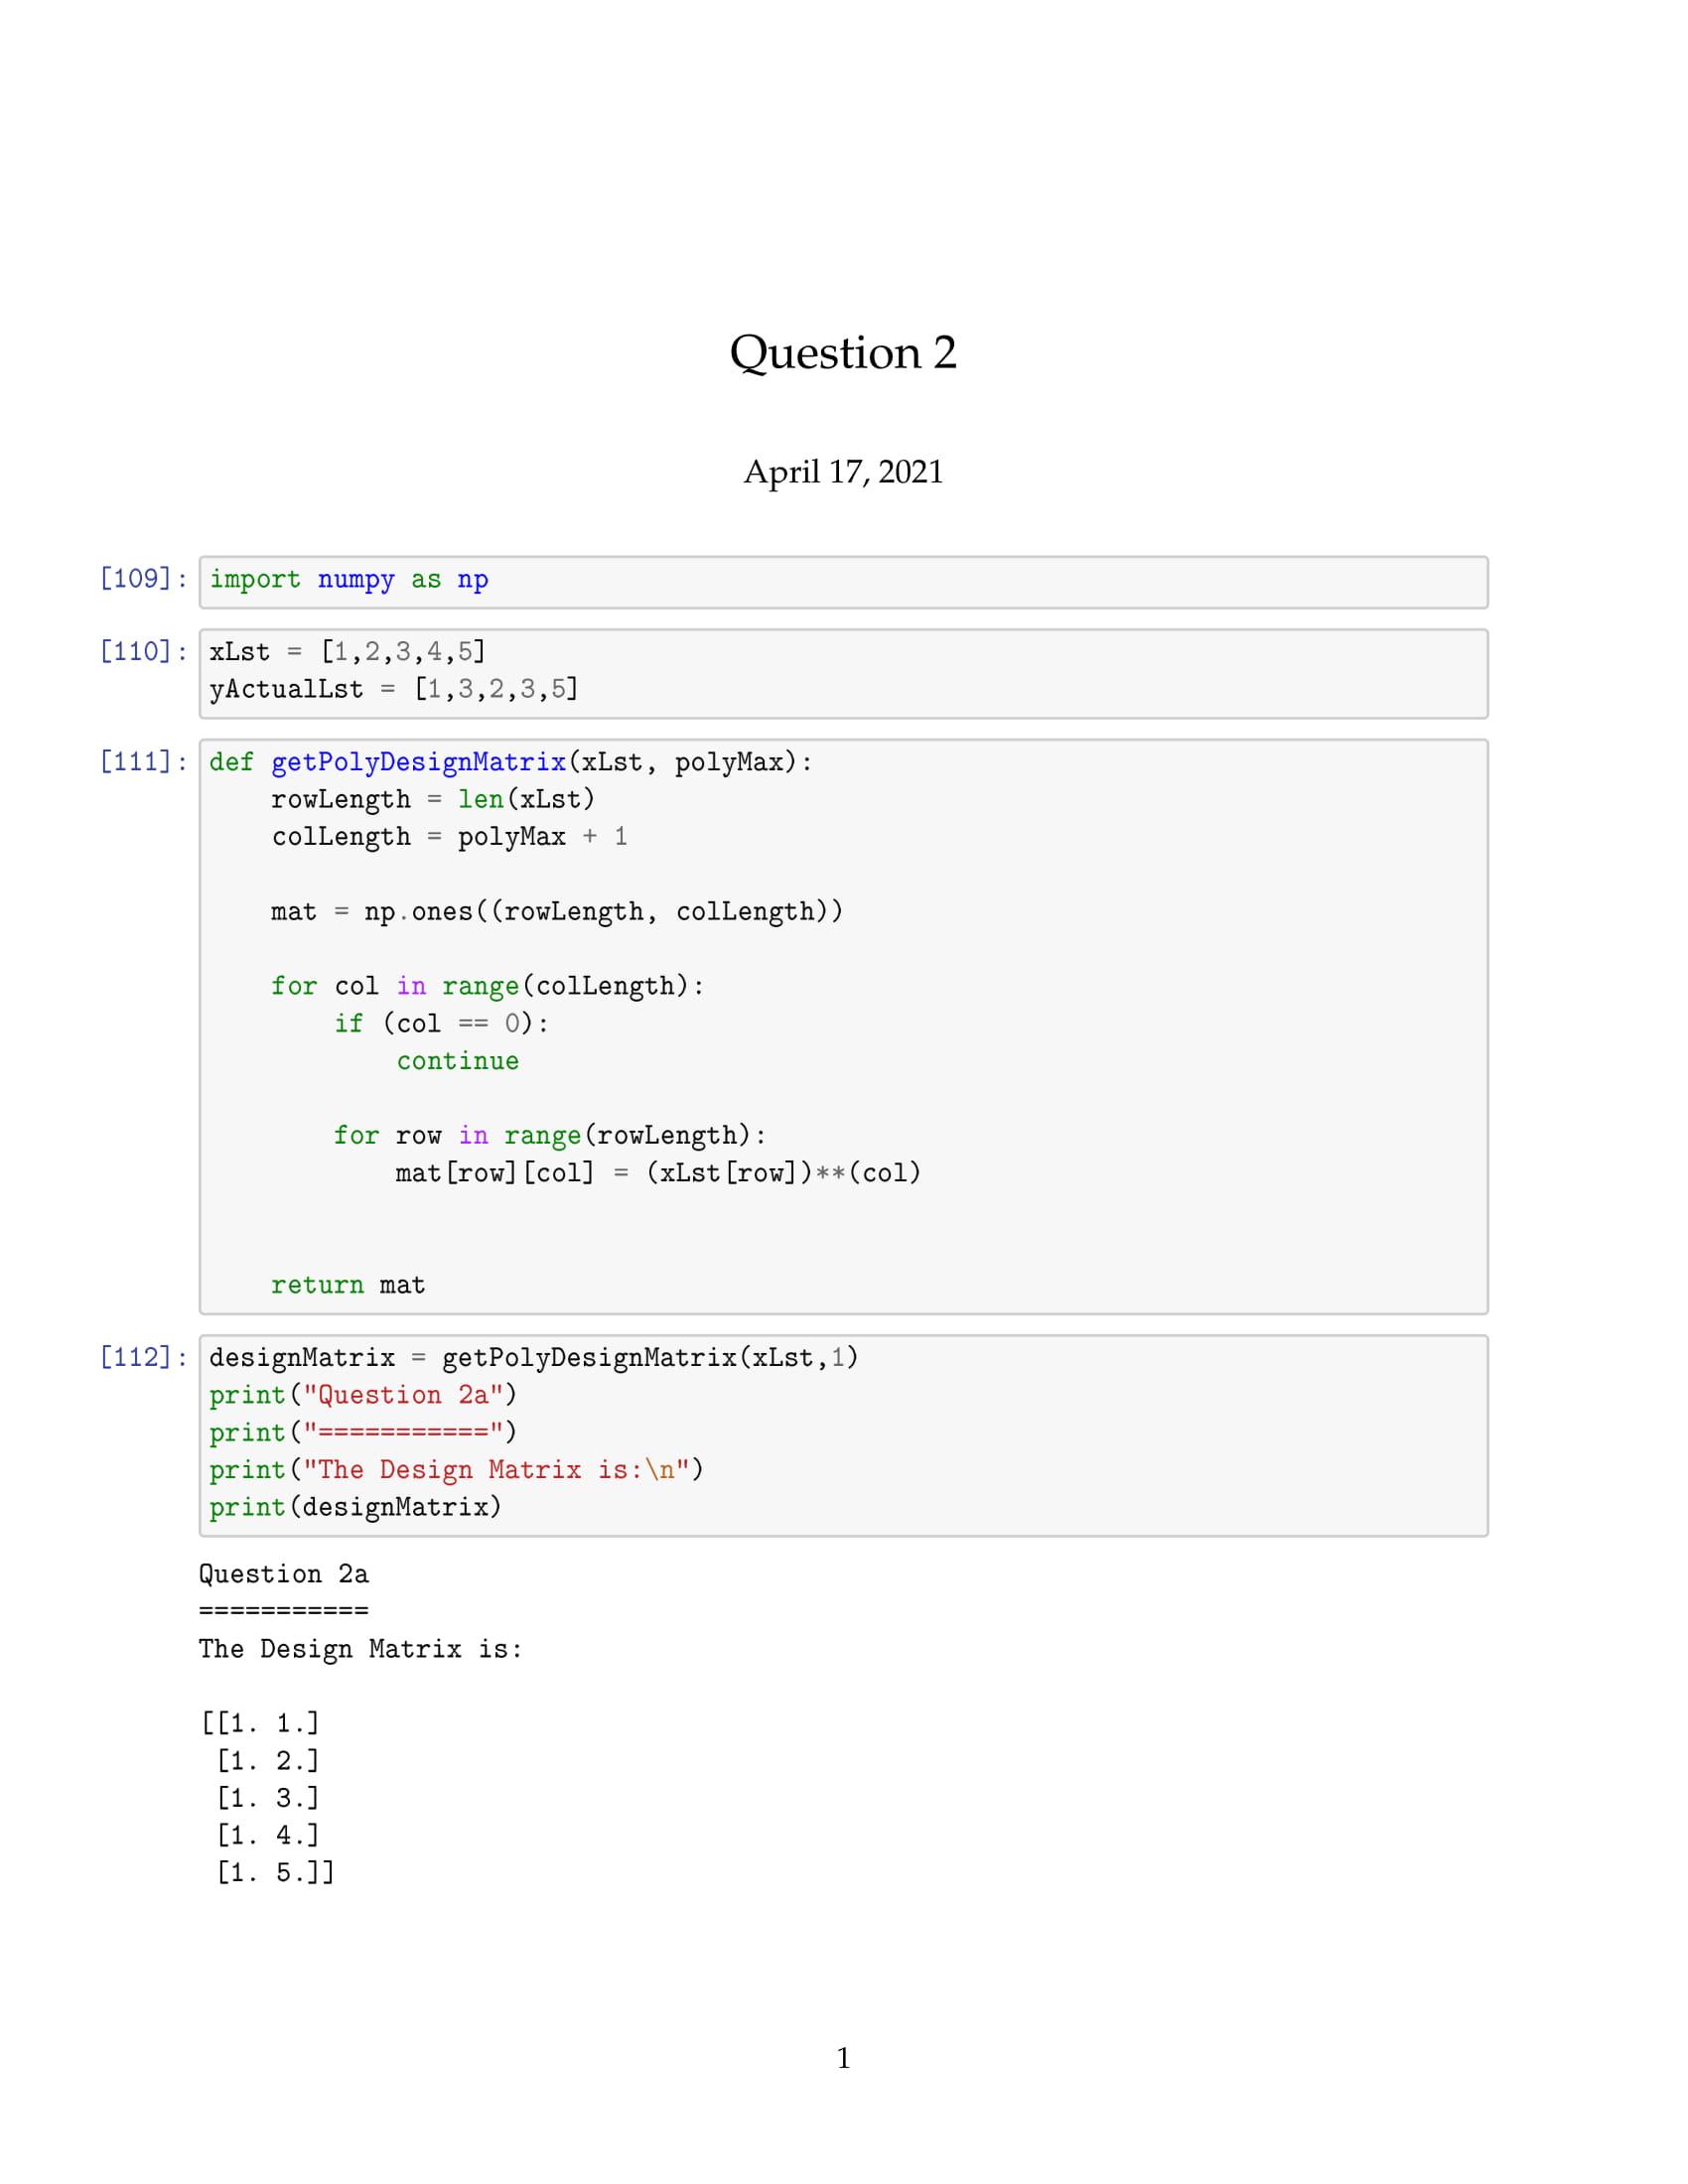 Question 2
April 17, 2021
[109]: import numpy as np
[110]: xLst = [1,2,3,4,5]
yActualLst = [1,3,2,3,5]
[111]: def getPolyDesignMatrix(xLst, polyMax):
    rowLength = len(xLst)
    colLength = polyMax + 1
    mat = np.ones((rowLength, colLength))
    for col in range(colLength):
        if (col == 0):
            continue
        for row in range(rowLength):
            mat[row][col] = (xLst[row])**(col)
    return mat
[112]: designMatrix = getPolyDesignMatrix(xLst,1)
print("Question 2a")
print("===========")
print("The Design Matrix is:\n")
print(designMatrix)
Question 2a
===========
The Design Matrix is:
[[1. 1.]
 [1. 2.]
 [1. 3.]
 [1. 4.]
 [1. 5.]]
1